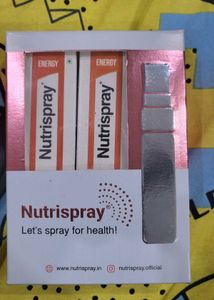 ENERGY
Nutrispray
ENERGY
Nutrispray
Nutrispray®
Let's spray for health!
www.nutrispray.in
nutrispray.official